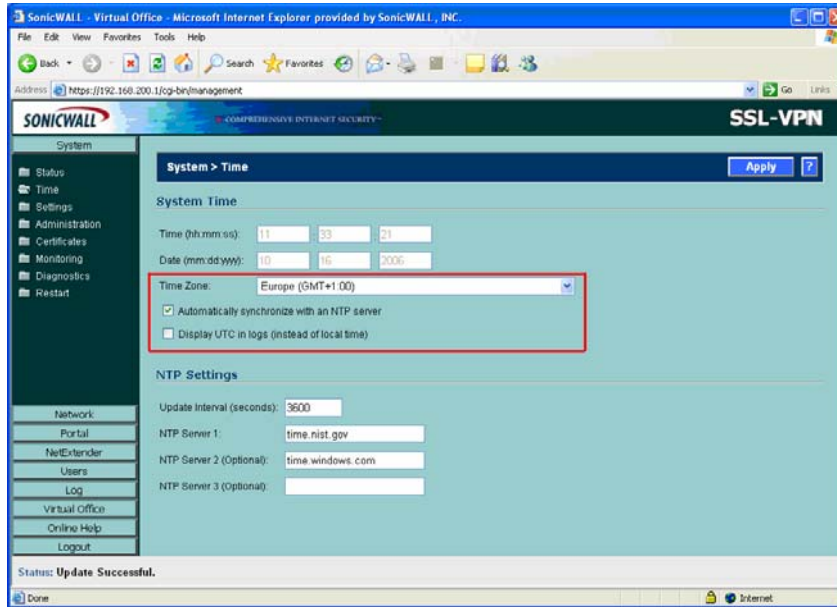 SonicWALL - Virtual Office - Microsoft Internet Explorer provided by SonicWALL, INC.
File Edit View Favorites Tools Help
Back Search Favorites
Address https://192.168.200.1/cgi-bin/management Go Links
SONICWALL COMPREHENSIVE INTERNET SECURITY SSL-VPN
System
Status
Time
Settings
Administration
Certificates
Monitoring
Diagnostics
Restart
Network
Portal
NetExtender
Users
Log
Virtual Office
Online Help
Logout
System > Time Apply ?
System Time
Time (hh:mm:ss): 11 : 33 : 21
Date (mm:dd:yyyy): 10 16 2006
Time Zone: Europe (GMT+1:00)
Automatically synchronize with an NTP server
Display UTC in logs (instead of local time)
NTP Settings
Update Interval (seconds): 3600
NTP Server 1: time.nist.gov
NTP Server 2 (Optional): time.windows.com
NTP Server 3 (Optional):
Status: Update Successful.
Done Internet